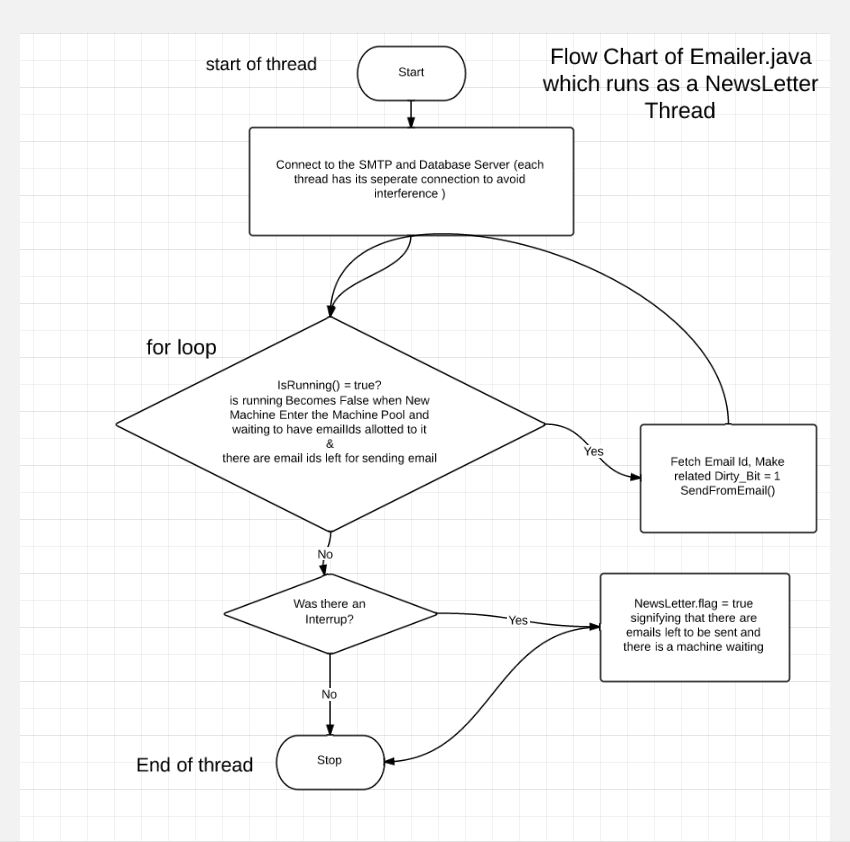 Flow Chart of Emailer.java
which runs as a NewsLetter
Thread
start of thread
Start
Connect to the SMTP and Database Server (each
thread has its seperate connection to avoid
interference )
for loop
IsRunning() = true?
is running Becomes False when New
Machine Enter the Machine Pool and
waiting to have emailIds allotted to it
&
there are email ids left for sending email
Yes
Fetch Email Id, Make
related Dirty_Bit = 1
SendFromEmail()
No
Was there an
Interrup?
Yes
NewsLetter.flag = true
signifying that there are
emails left to be sent and
there is a machine waiting
No
Stop
End of thread